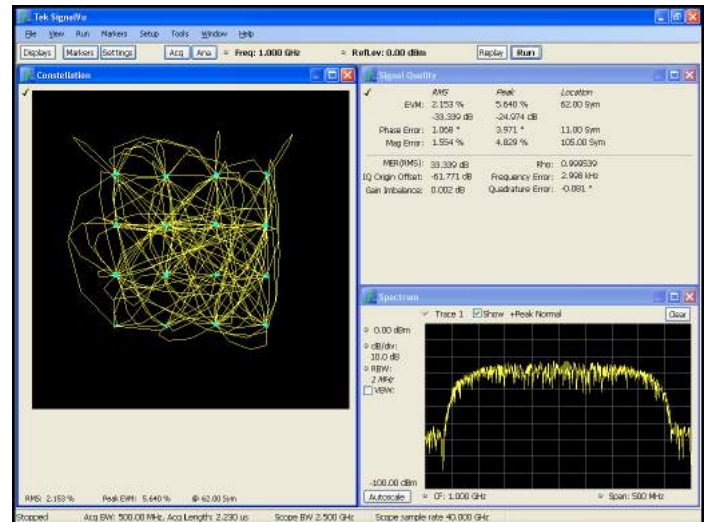 Tek SignalVu
File View Run Markers Setup Tools Window Help
Displays Markers Settings Acq Ana Freq: 1.000 GHz RefLev: 0.00 dBm Replay Run
Constellation
RMS: 2.153 % Peak EVM: 5.640 % @ 62.00 Sym
Signal Quality
RMS Peak Location
EVM: 2.153 % 5.640 % 62.00 Sym
-33.339 dB -24.974 dB
Phase Error: 1.068 ° 3.971 ° 11.00 Sym
Mag Error: 1.554 % 4.829 % 105.00 Sym
MER(RMS): 33.339 dB Rho: 0.999539
IQ Origin Offset: -61.771 dB Frequency Error: 2.998 kHz
Gain Imbalance: 0.002 dB Quadrature Error: -0.081 °
Spectrum
Trace 1 Show +Peak Normal Clear
0.00 dBm
dB/div:
10.0 dB
RBW:
2 MHz
VBW:
-100.00 dBm
Autoscale CF: 1.000 GHz Span: 500 MHz
Stopped Acq BW: 500.00 MHz, Acq Length: 2.230 us Scope BW 2.500 GHz Scope sample rate 40.000 GHz